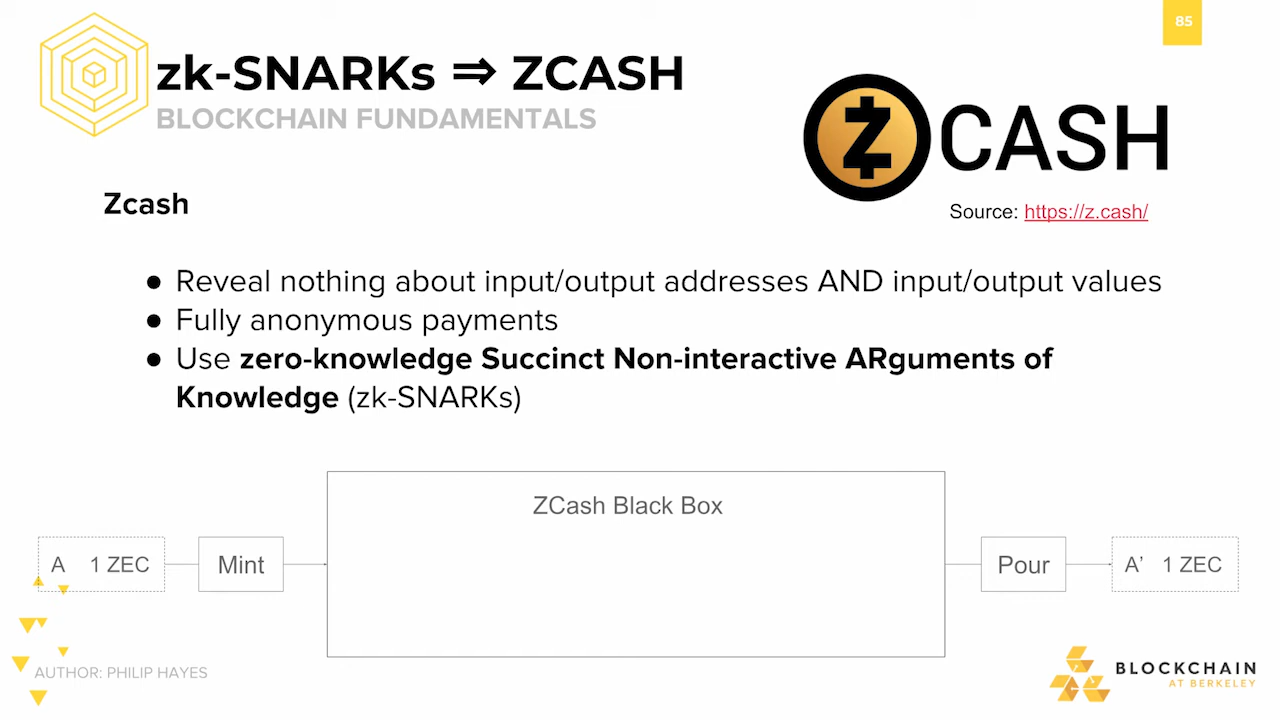 85
zk-SNARKs ⇒ ZCASH
BLOCKCHAIN FUNDAMENTALS
ZCASH
Source: https://z.cash/
Zcash
● Reveal nothing about input/output addresses AND input/output values
● Fully anonymous payments
● Use zero-knowledge Succinct Non-interactive ARguments of
Knowledge (zk-SNARKs)
ZCash Black Box
A 1 ZEC
Mint
Pour
A’ 1 ZEC
AUTHOR: PHILIP HAYES
BLOCKCHAIN
AT BERKELEY